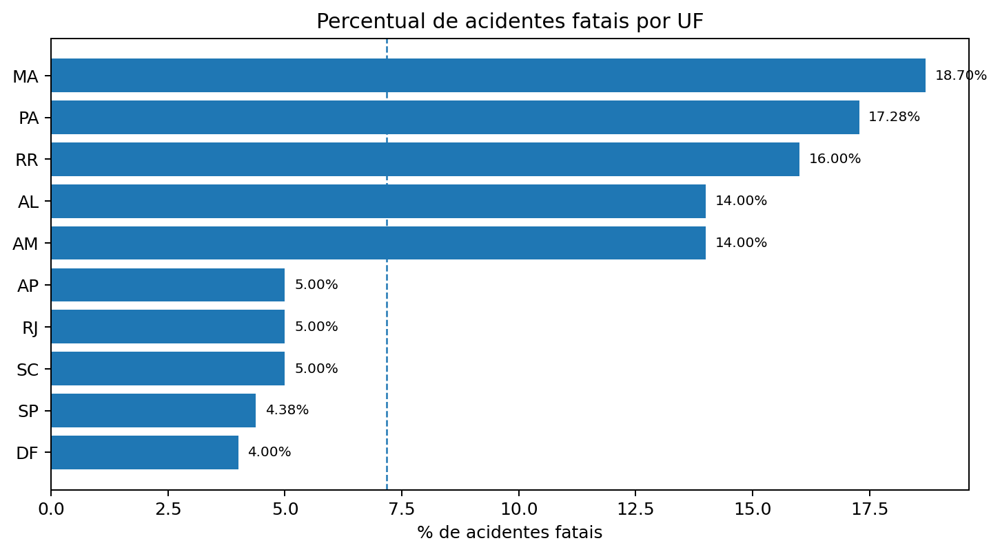 Percentual de acidentes fatais por UF
MA 18.70%
PA 17.28%
RR 16.00%
AL 14.00%
AM 14.00%
AP 5.00%
RJ 5.00%
SC 5.00%
SP 4.38%
DF 4.00%
0.0 2.5 5.0 7.5 10.0 12.5 15.0 17.5
% de acidentes fatais